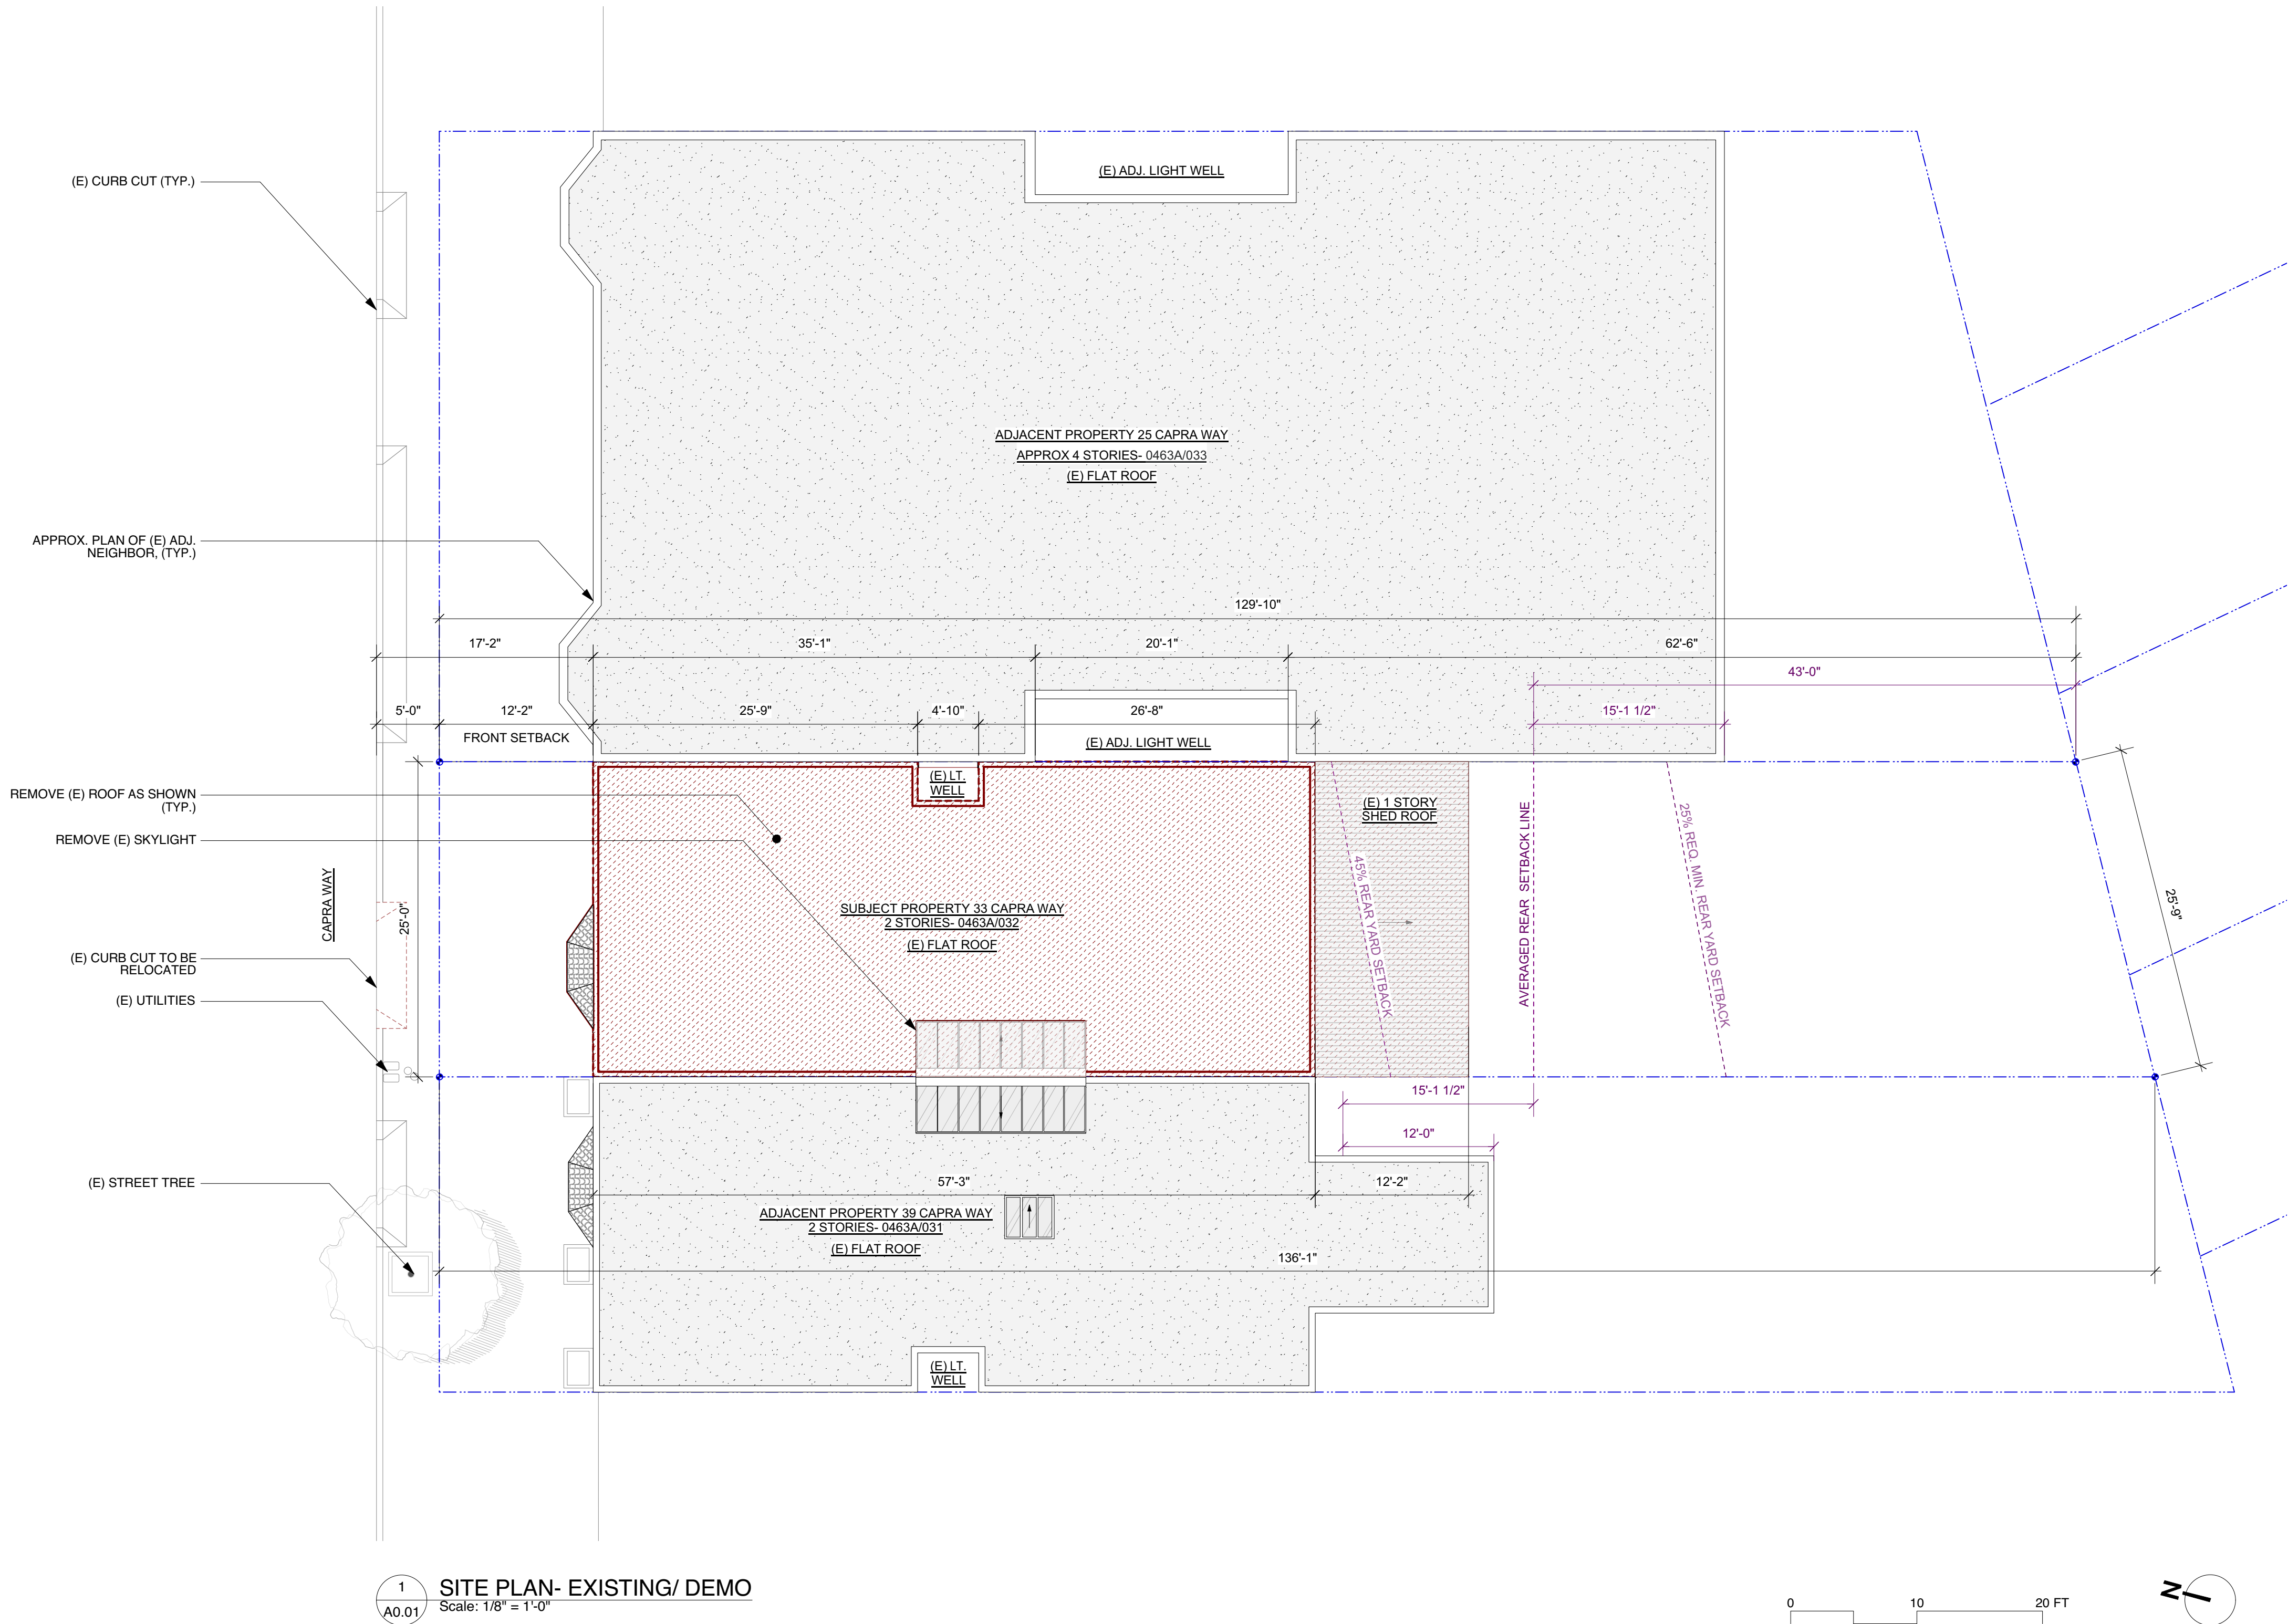 (E) ADJ. LIGHT WELL
(E) CURB CUT (TYP.)
ADJACENT PROPERTY 25 CAPRA WAY
APPROX 4 STORIES- 0463A/033
(E) FLAT ROOF
APPROX. PLAN OF (E) ADJ.
NEIGHBOR, (TYP.)
129'-10"
17'-2"
35'-1"
20'-1"
62'-6"
43'-0"
5'-0"
12'-2"
25'-9"
4'-10"
26'-8"
15'-1 1/2"
FRONT SETBACK
(E) ADJ. LIGHT WELL
(E) LT.
WELL
REMOVE (E) ROOF AS SHOWN
(TYP.)
(E) 1 STORY
SHED ROOF
REMOVE (E) SKYLIGHT
CAPRA WAY
25'-0"
SUBJECT PROPERTY 33 CAPRA WAY
2 STORIES- 0463A/032
(E) FLAT ROOF
45% REAR YARD SETBACK
AVERAGED REAR SETBACK LINE
25% REQ. MIN. REAR YARD SETBACK
25'-9"
(E) CURB CUT TO BE
RELOCATED
(E) UTILITIES
15'-1 1/2"
12'-0"
(E) STREET TREE
57'-3"
12'-2"
ADJACENT PROPERTY 39 CAPRA WAY
2 STORIES- 0463A/031
(E) FLAT ROOF
136'-1"
(E) LT.
WELL
1
A0.01
SITE PLAN- EXISTING/ DEMO
Scale: 1/8" = 1'-0"
0
10
20 FT
N